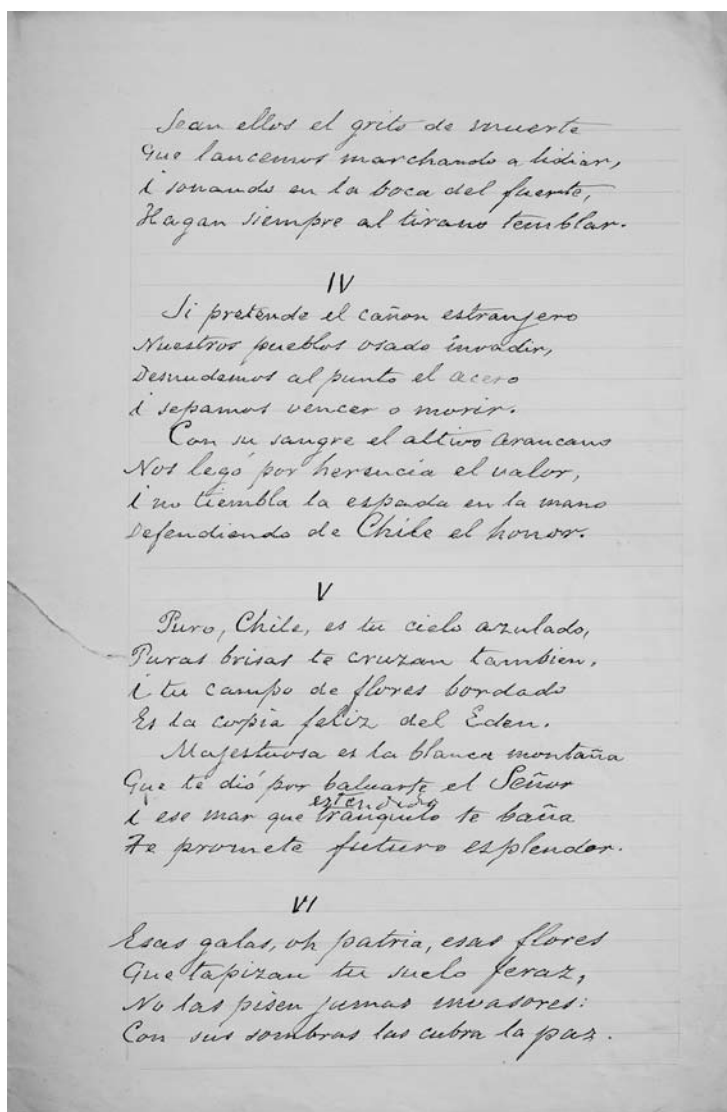 Sean ellos el grito de muerte
Que lancemos marchando a lidiar,
i sonando en la boca del fuerte,
Hagan siempre al tirano temblar.
IV
Si pretende el cañon estranjero
Nuestros pueblos osado invadir,
Desnudemos al punto el acero
i sepamos vencer o morir.
Con su sangre el altivo Araucano
Nos legó por herencia el valor,
i no tiembla la espada en la mano
Defendiendo de Chile el honor.
V
Puro, Chile, es tu cielo azulado,
Puras brisas te cruzan tambien,
i tu campo de flores bordado
Es la copia feliz del Eden.
Majestuosa es la blanca montaña
Que te dió por baluarte el Señor
estendido
i ese mar que tranquilo te baña
Te promete futuro esplendor.
VI
Esas galas, oh patria, esas flores
Que tapizan tu suelo feraz,
No las pisen jamas invasores:
Con sus sombras las cubra la paz.